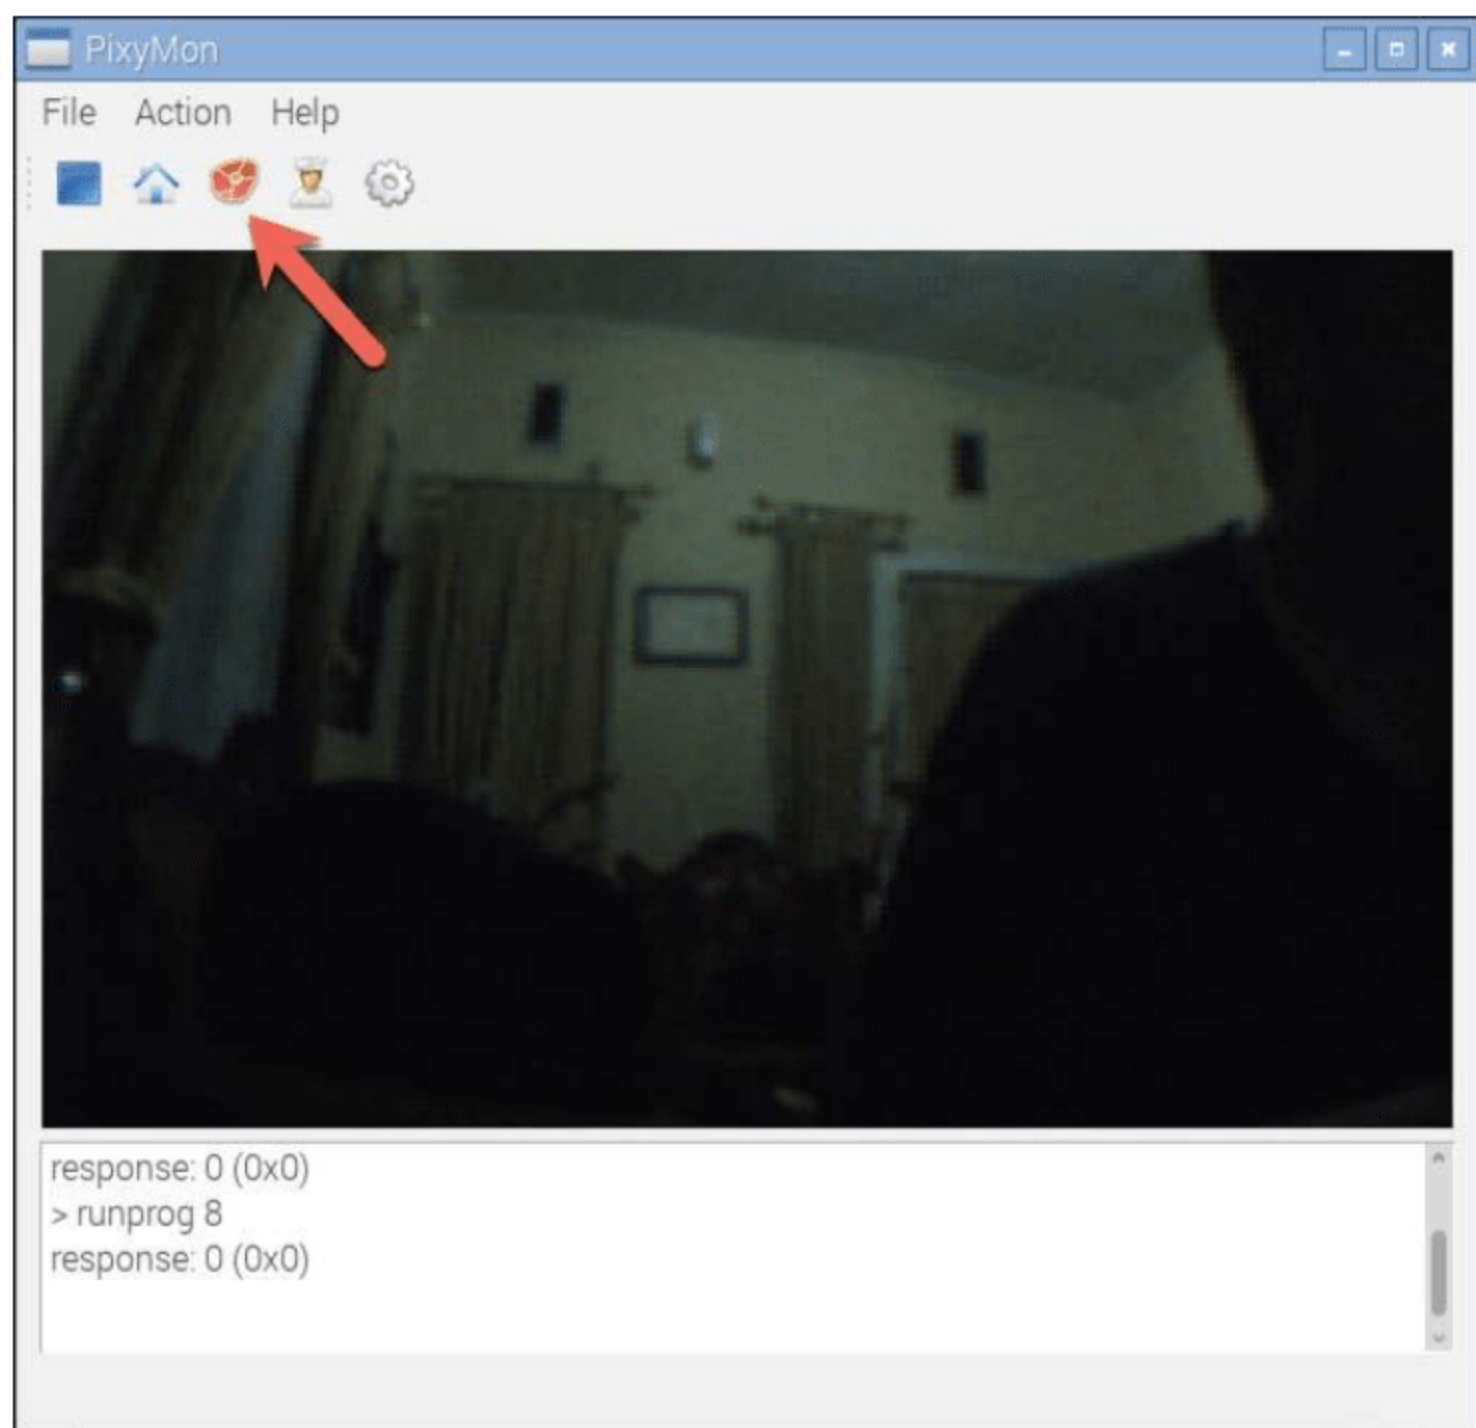 PixyMon
File Action Help
response: 0 (0x0)
> runprog 8
response: 0 (0x0)